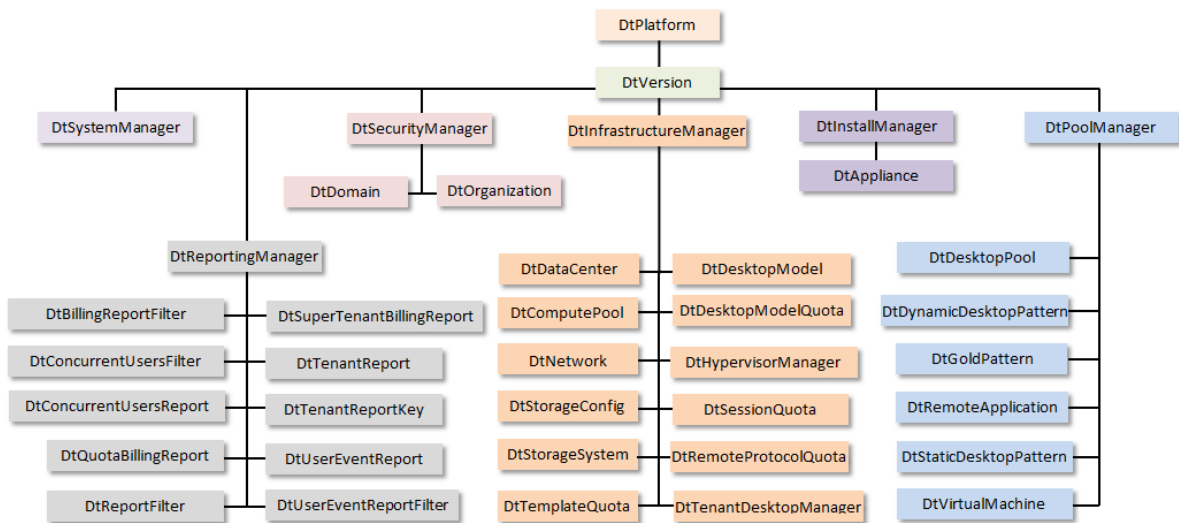 DtPlatform
DtVersion
DtSystemManager
DtSecurityManager
DtInfrastructureManager
DtInstallManager
DtPoolManager
DtAppliance
DtDomain
DtOrganization
DtReportingManager
DtBillingReportFilter
DtSuperTenantBillingReport
DtConcurrentUsersFilter
DtTenantReport
DtConcurrentUsersReport
DtTenantReportKey
DtQuotaBillingReport
DtUserEventReport
DtReportFilter
DtUserEventReportFilter
DtDataCenter
DtDesktopModel
DtComputePool
DtDesktopModelQuota
DtNetwork
DtHypervisorManager
DtStorageConfig
DtSessionQuota
DtStorageSystem
DtRemoteProtocolQuota
DtTemplateQuota
DtTenantDesktopManager
DtDesktopPool
DtDynamicDesktopPattern
DtGoldPattern
DtRemoteApplication
DtStaticDesktopPattern
DtVirtualMachine